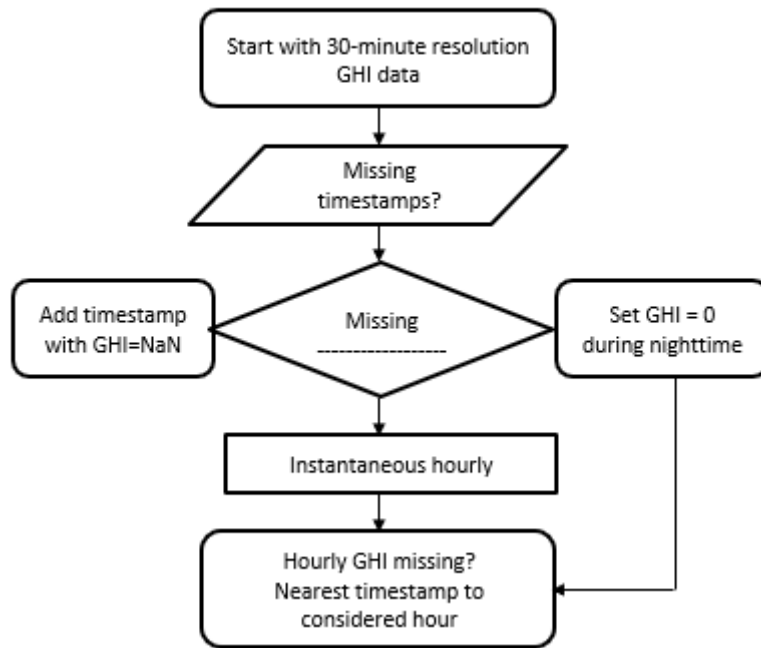 Start with 30-minute resolution
GHI data
Missing
timestamps?
Add timestamp
with GHI=NaN
Missing
-------------------
Set GHI = 0
during nighttime
Instantaneous hourly
Hourly GHI missing?
Nearest timestamp to
considered hour